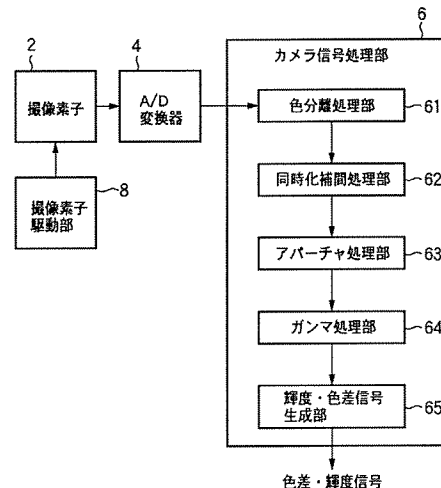 2
撮像素子
4
A/D
変換器
撮像素子
駆動部
8
6
カメラ信号処理部
色分離処理部
61
同時化補間処理部
62
アパーチャ処理部
63
ガンマ処理部
64
輝度・色差信号
生成部
65
色差・輝度信号